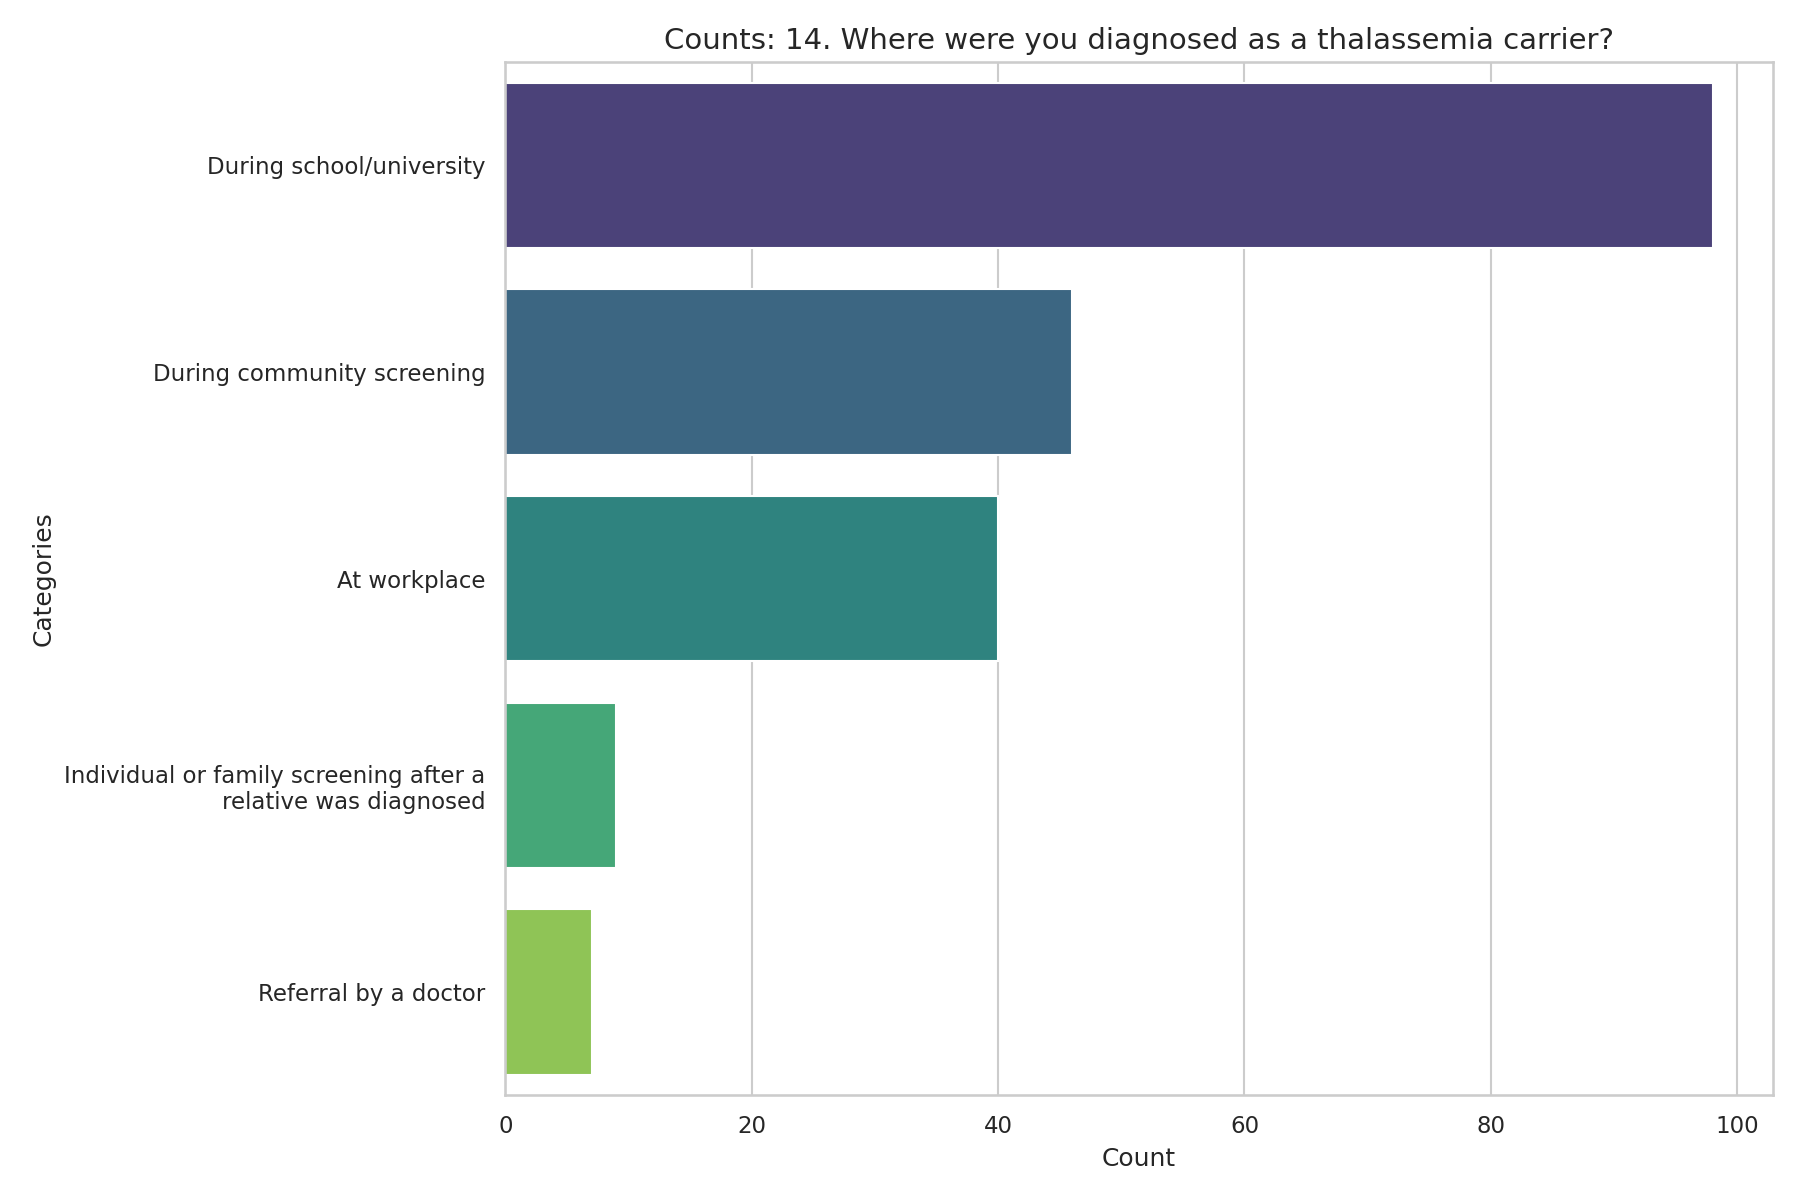 Counts: 14. Where were you diagnosed as a thalassemia carrier?
During school/university
During community screening
At workplace
Individual or family screening after a
relative was diagnosed
Referral by a doctor
Categories
0 20 40 60 80 100
Count